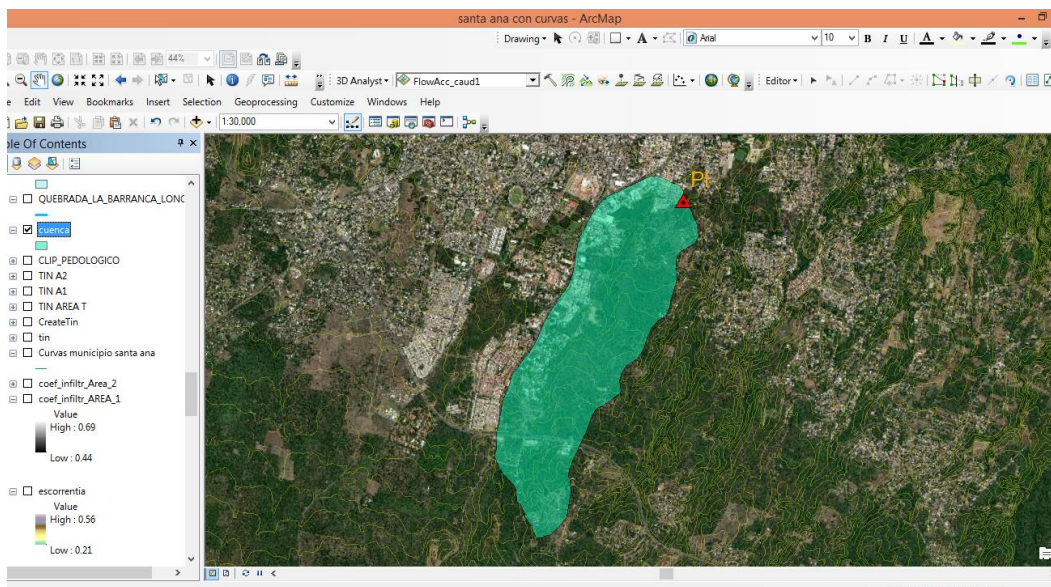 santa ana con curvas - ArcMap
Drawing
A
Arial
10
B I U A
44%
3D Analyst
FlowAcc_caud1
Editor
Edit View Bookmarks Insert Selection Geoprocessing Customize Windows Help
1:30,000
ble Of Contents
QUEBRADA_LA_BARRANCA_LONG
cuenca
CLIP_PEDOLOGICO
TIN A2
TIN A1
TIN AREA T
CreateTin
tin
Curvas municipio santa ana
coef_infiltr_Area_2
coef_infiltr_AREA_1
Value
High : 0.69
Low : 0.44
escorrentia
Value
High : 0.56
Low : 0.21
PI